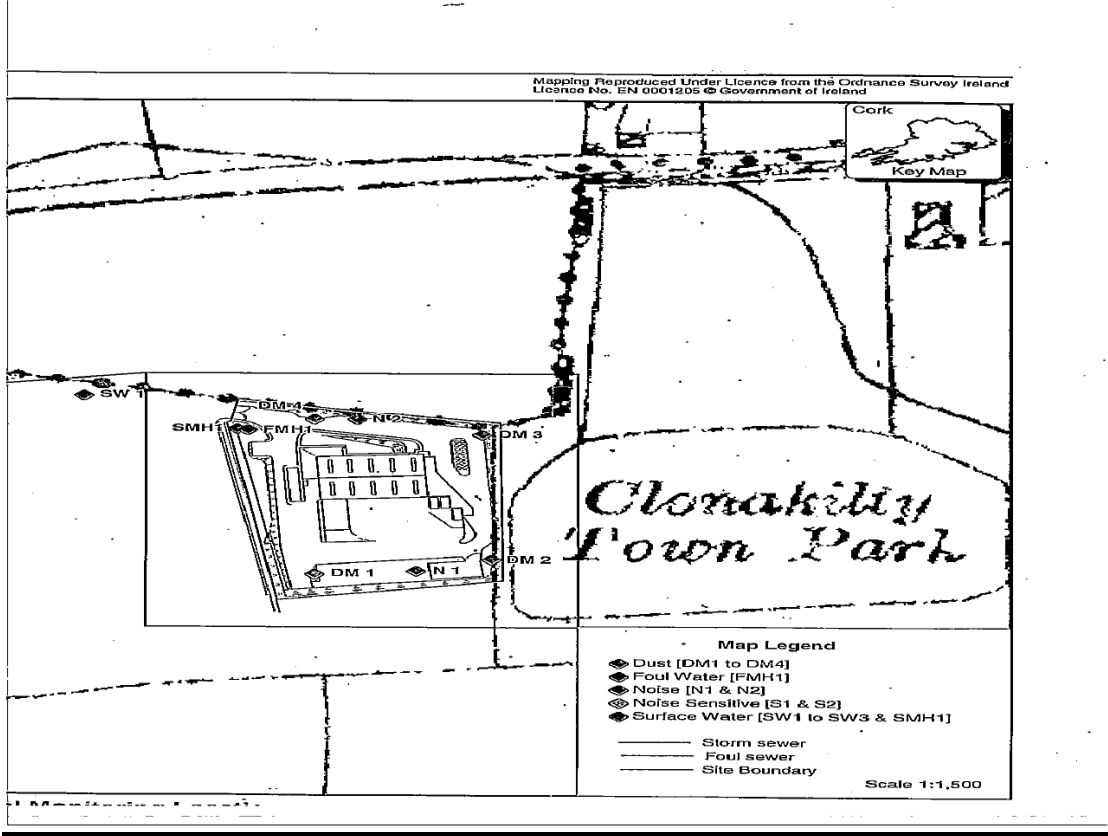 Mapping Reproduced Under Licence from the Ordnance Survey Ireland
Licence No. EN 0001205 © Government of Ireland
Cork
Key Map
SW 1
DM 4
N 2
SMH1
FMH1
DM 3
Clonakilty
Town Park
DM 2
DM 1
N 1
Map Legend
Dust [DM1 to DM4]
Foul Water [FMH1]
Noise [N1 & N2]
Noise Sensitive [S1 & S2]
Surface Water [SW1 to SW3 & SMH1]
Storm sewer
Foul sewer
Site Boundary
Scale 1:1,500